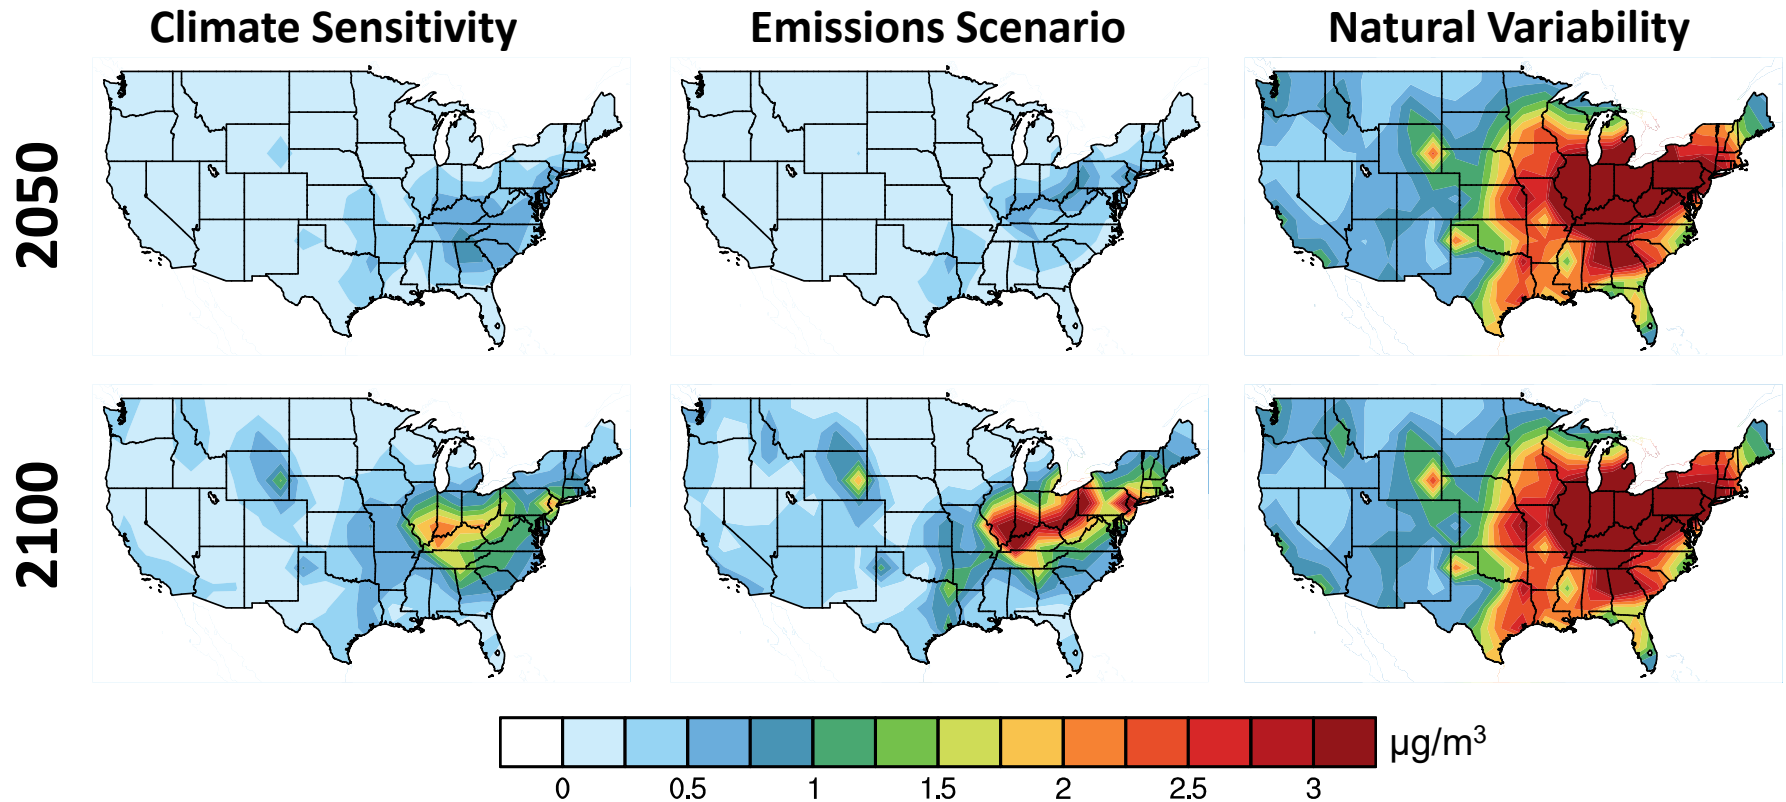 Climate Sensitivity Emissions Scenario Natural Variability
2050
2100
0 0.5 1 1.5 2 2.5 3 µg/m³